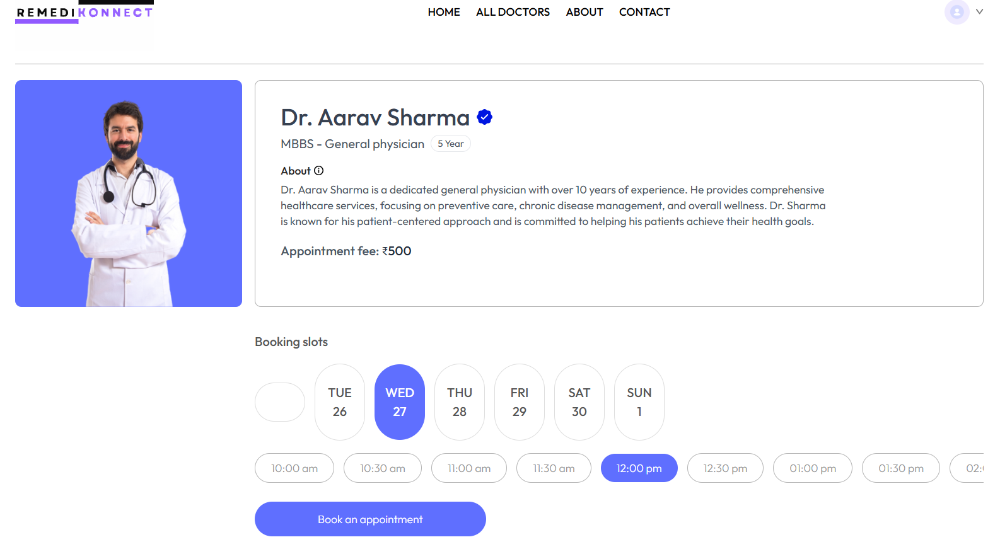 REMEDIKONNECT
HOME ALL DOCTORS ABOUT CONTACT
Dr. Aarav Sharma
MBBS - General physician 5 Year
About
Dr. Aarav Sharma is a dedicated general physician with over 10 years of experience. He provides comprehensive
healthcare services, focusing on preventive care, chronic disease management, and overall wellness. Dr. Sharma
is known for his patient-centered approach and is committed to helping his patients achieve their health goals.
Appointment fee: ₹500
Booking slots
TUE WED THU FRI SAT SUN
26 27 28 29 30 1
10:00 am 10:30 am 11:00 am 11:30 am 12:00 pm 12:30 pm 01:00 pm 01:30 pm
Book an appointment